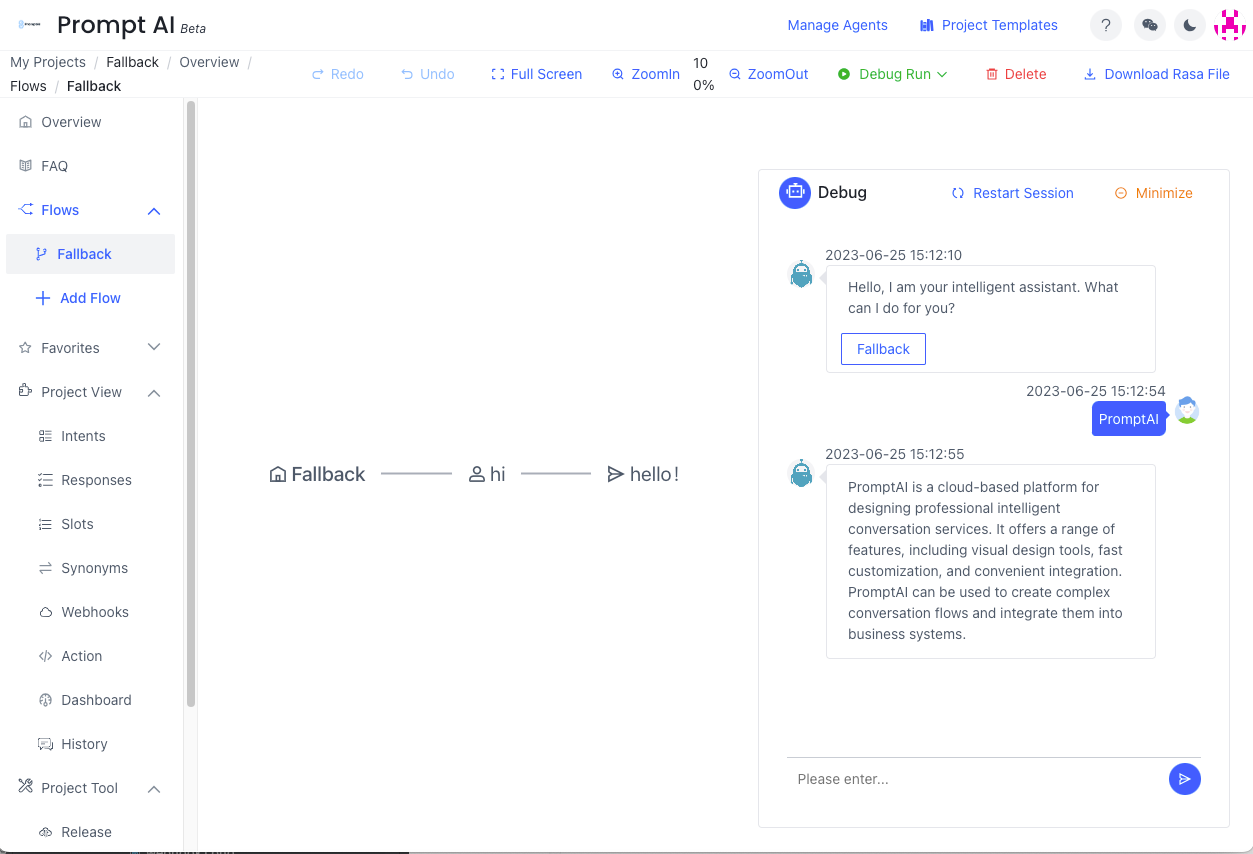 Prompt AI Beta
Manage Agents
Project Templates
?
My Projects / Fallback / Overview /
Flows / Fallback
Redo
Undo
Full Screen
ZoomIn
10
0%
ZoomOut
Debug Run
Delete
Download Rasa File
Overview
FAQ
Flows
Fallback
Add Flow
Favorites
Project View
Intents
Responses
Slots
Synonyms
Webhooks
Action
Dashboard
History
Project Tool
Release
Fallback
hi
hello!
Debug
Restart Session
Minimize
2023-06-25 15:12:10
Hello, I am your intelligent assistant. What
can I do for you?
Fallback
2023-06-25 15:12:54
PromptAI
2023-06-25 15:12:55
PromptAI is a cloud-based platform for
designing professional intelligent
conversation services. It offers a range of
features, including visual design tools, fast
customization, and convenient integration.
PromptAI can be used to create complex
conversation flows and integrate them into
business systems.
Please enter...